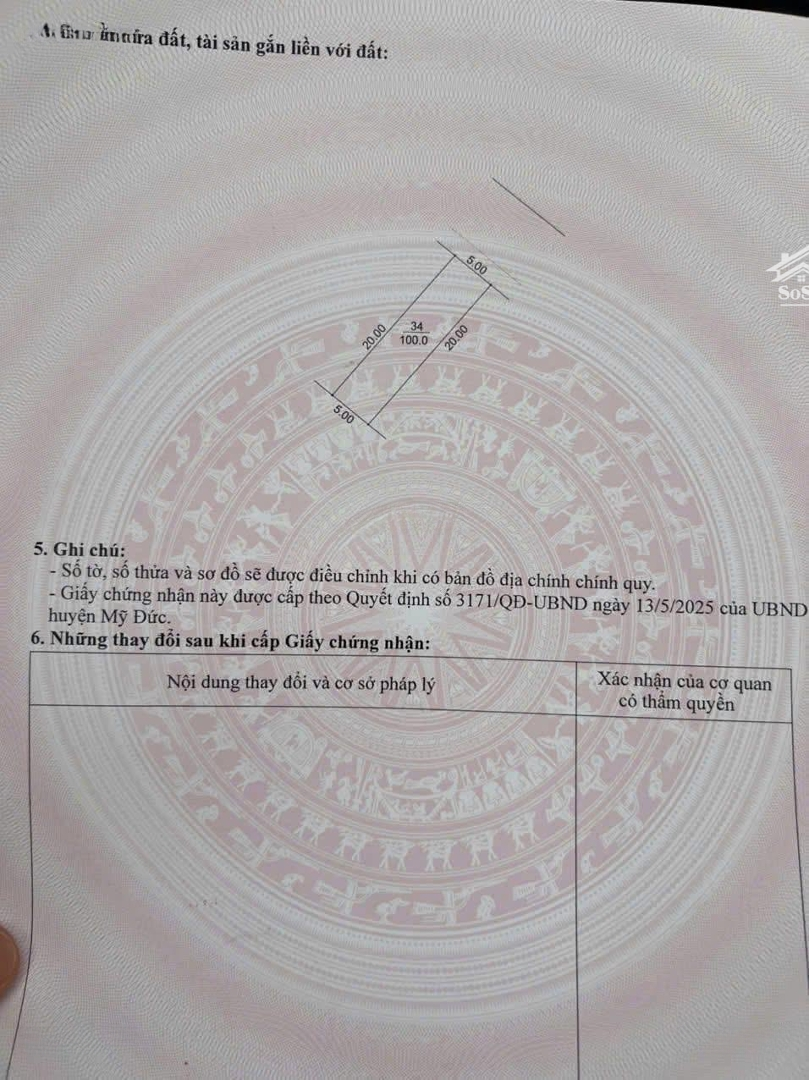 thửa đất, tài sản gắn liền với đất:
5.00
20.00
34
100.0
20.00
5.00
SoS
5. Ghi chú:
- Số tờ, số thửa và sơ đồ sẽ được điều chỉnh khi có bản đồ địa chính chính quy.
- Giấy chứng nhận này được cấp theo Quyết định số 3171/QĐ-UBND ngày 13/5/2025 của UBND
huyện Mỹ Đức.
6. Những thay đổi sau khi cấp Giấy chứng nhận:
Nội dung thay đổi và cơ sở pháp lý
Xác nhận của cơ quan
có thẩm quyền